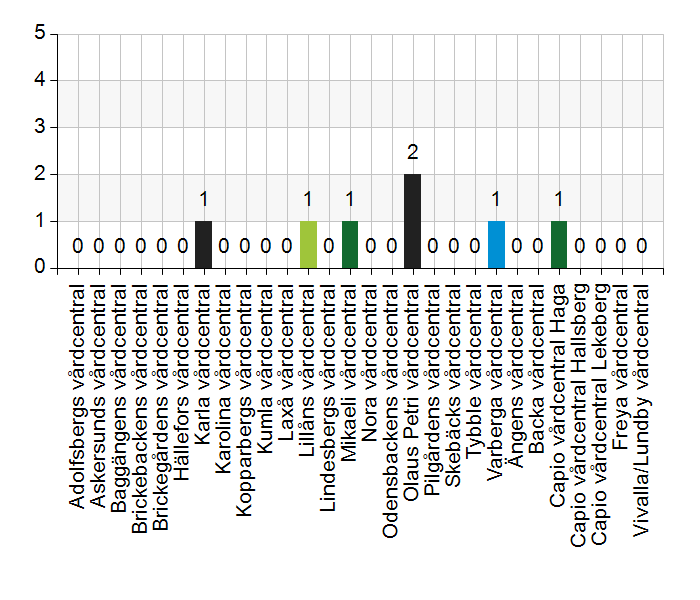 5
4
3
2
1
0
0 0 0 0 0 0 1 0 0 0 0 1 0 1 0 0 2 0 0 0 1 0 0 1 0 0 0 0
Adolfsbergs vårdcentral
Askersunds vårdcentral
Baggängens vårdcentral
Brickebackens vårdcentral
Brickegårdens vårdcentral
Hällefors vårdcentral
Karla vårdcentral
Karolina vårdcentral
Kopparbergs vårdcentral
Kumla vårdcentral
Laxå vårdcentral
Lillåns vårdcentral
Lindesbergs vårdcentral
Mikaeli vårdcentral
Nora vårdcentral
Odensbackens vårdcentral
Olaus Petri vårdcentral
Pilgårdens vårdcentral
Skebäcks vårdcentral
Tybble vårdcentral
Varberga vårdcentral
Ängens vårdcentral
Backa vårdcentral
Capio vårdcentral Haga
Capio vårdcentral Hallsberg
Capio vårdcentral Lekeberg
Freya vårdcentral
Vivalla/Lundby vårdcentral